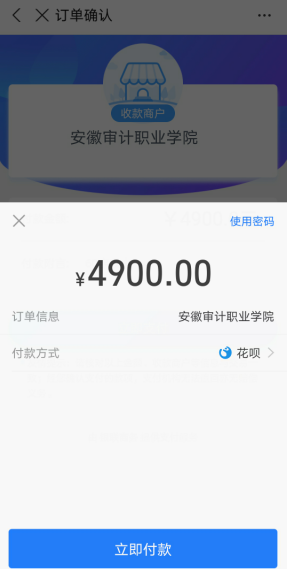 订单确认
收款商户
安徽审计职业学院
使用密码
¥4900.00
订单信息 安徽审计职业学院
付款方式 花呗
立即付款